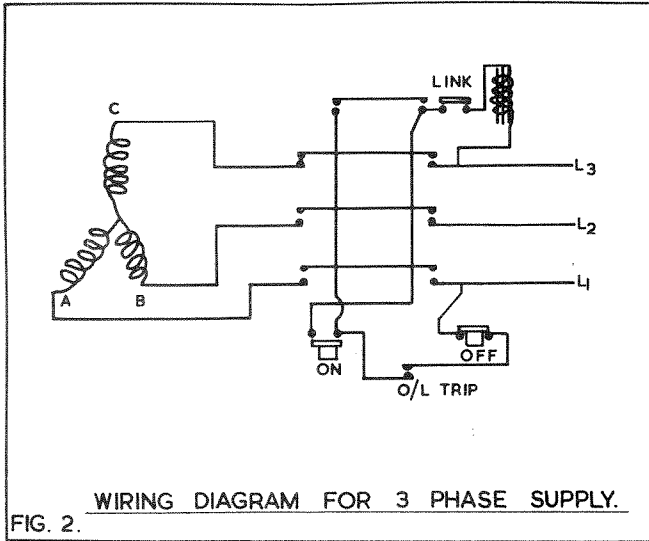 LINK
C
L3
L2
L1
A
B
ON
OFF
O/L TRIP
WIRING DIAGRAM FOR 3 PHASE SUPPLY.
FIG. 2.